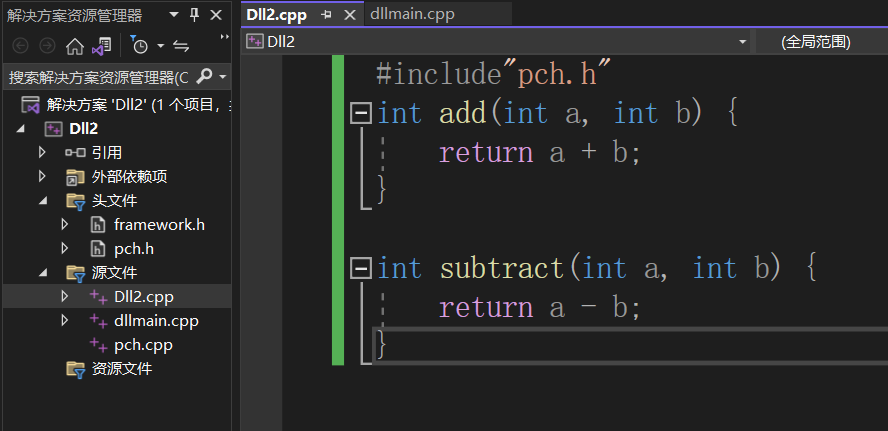 解决方案资源管理器
搜索解决方案资源管理器(C
解决方案 'Dll2' (1 个项目,
Dll2
引用
外部依赖项
头文件
framework.h
pch.h
源文件
Dll2.cpp
dllmain.cpp
pch.cpp
资源文件
Dll2.cpp
dllmain.cpp
Dll2
(全局范围)
#include"pch.h"
int add(int a, int b) {
return a + b;
}
int subtract(int a, int b) {
return a - b;
}